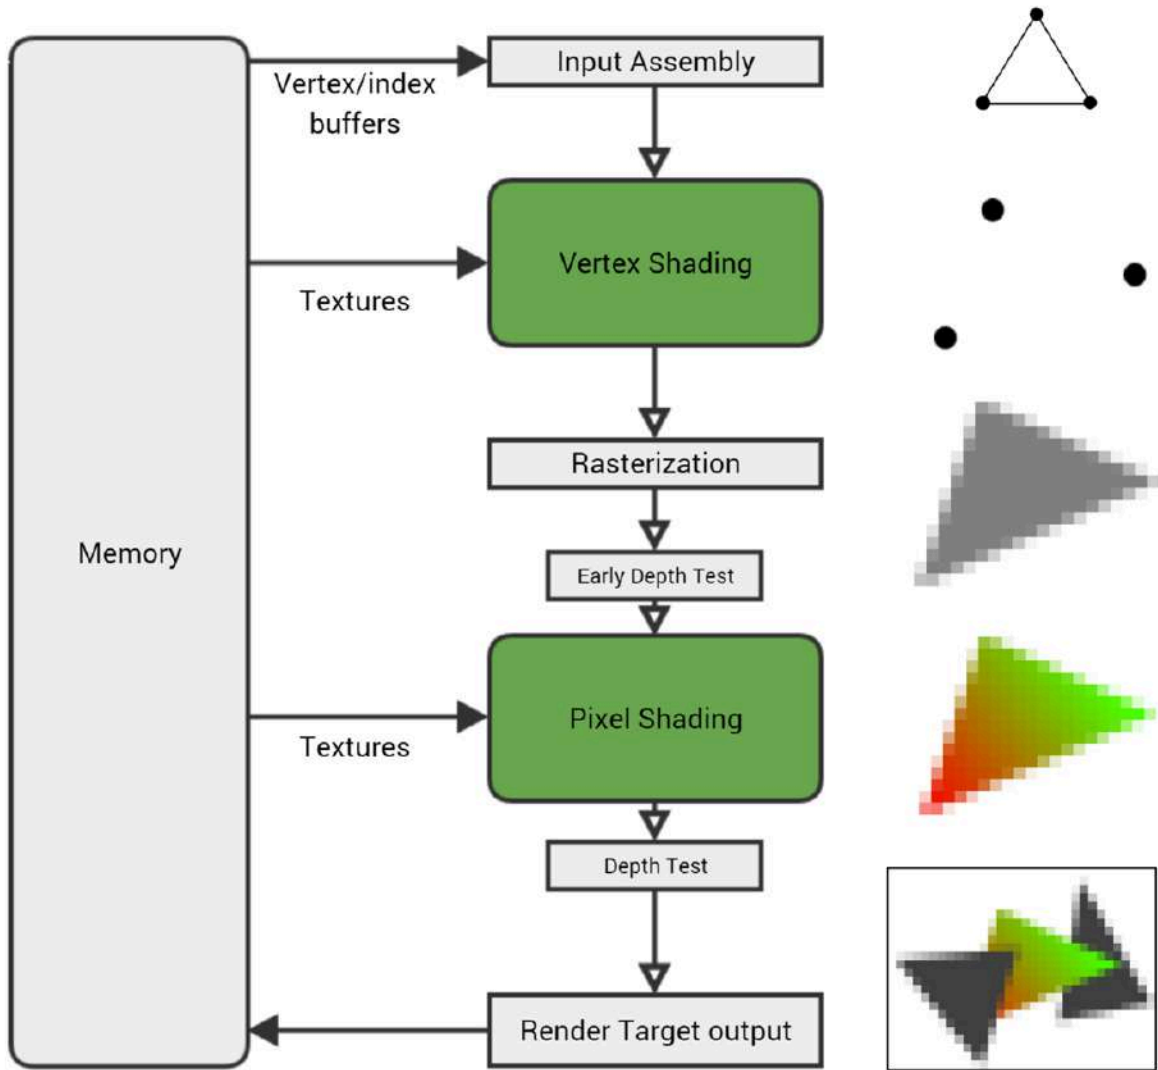 Input Assembly
Vertex/index
buffers
Vertex Shading
Textures
Rasterization
Memory
Early Depth Test
Pixel Shading
Textures
Depth Test
Render Target output